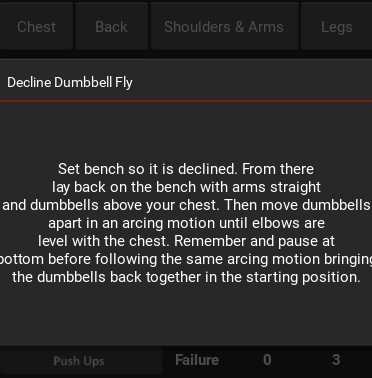 Chest Back Shoulders & Arms Legs
Decline Dumbbell Fly
Set bench so it is declined. From there
lay back on the bench with arms straight
and dumbbells above your chest. Then move dumbbells
apart in an arcing motion until elbows are
level with the chest. Remember and pause at
bottom before following the same arcing motion bringing
the dumbbells back together in the starting position.
Push Ups Failure 0 3